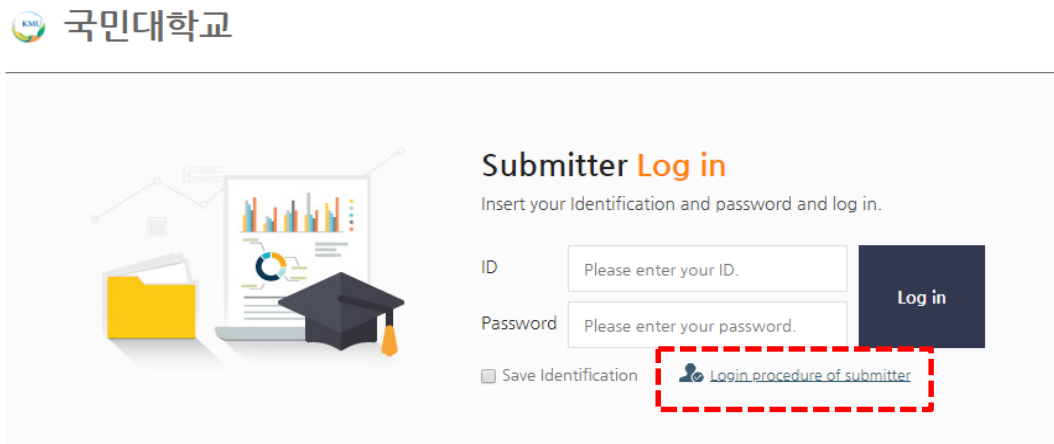 KMU 국민대학교
Submitter Log in
Insert your Identification and password and log in.
ID
Please enter your ID.
Log in
Password
Please enter your password.
Save Identification
Login procedure of submitter